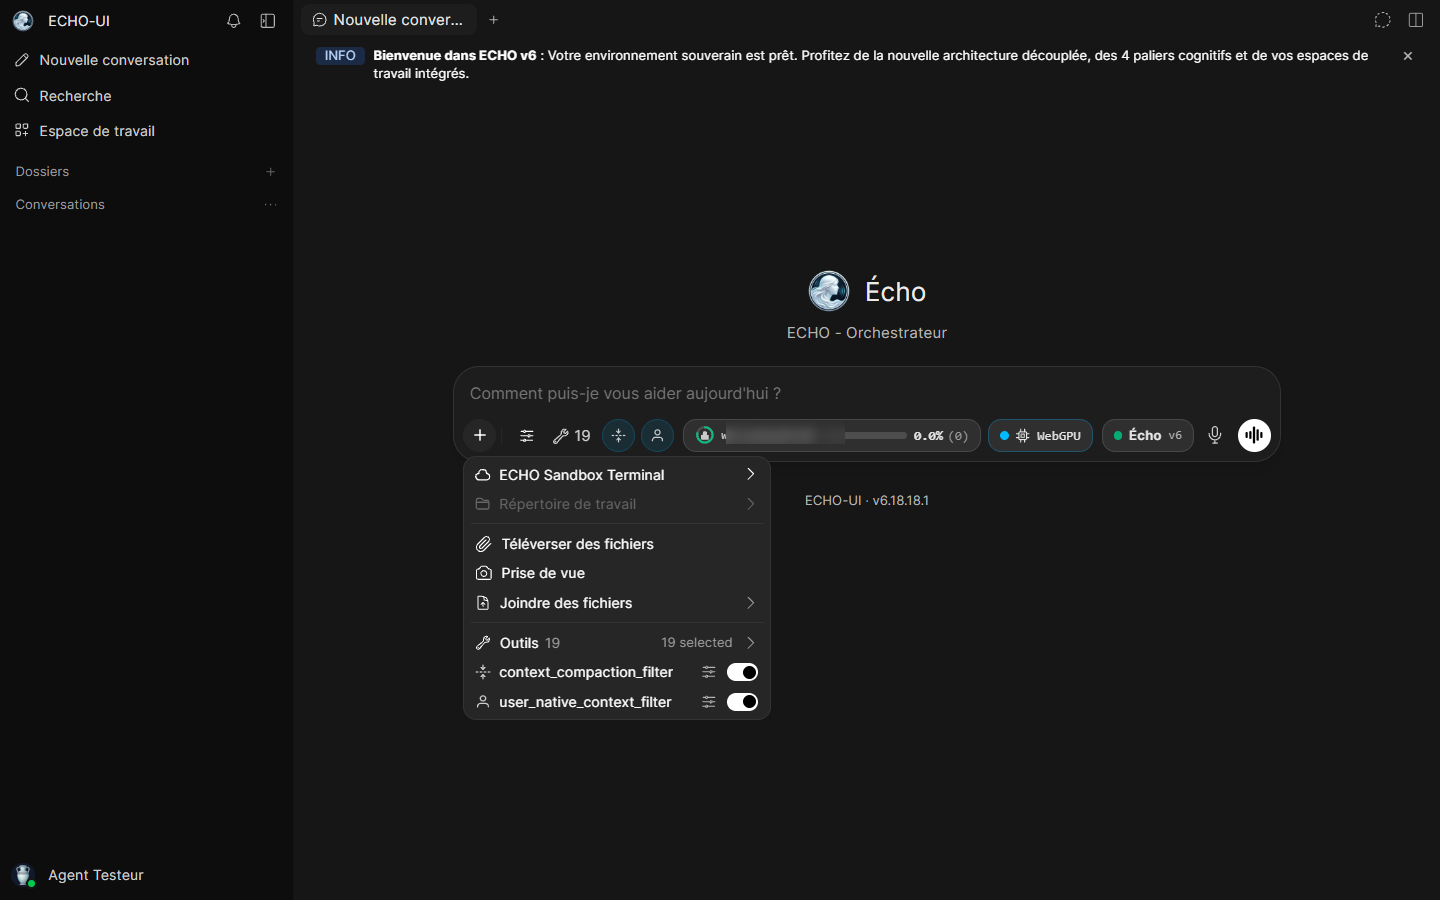 ECHO-UI
Nouvelle conversation
Recherche
Espace de travail
Dossiers
Conversations
Agent Testeur
Nouvelle conver...
INFO
Bienvenue dans ECHO v6 : Votre environnement souverain est prêt. Profitez de la nouvelle architecture découplée, des 4 paliers cognitifs et de vos espaces de
travail intégrés.
Écho
ECHO - Orchestrateur
Comment puis-je vous aider aujourd'hui ?
19
0.0% (0)
WebGPU
Écho v6
ECHO Sandbox Terminal
Répertoire de travail
Téléverser des fichiers
Prise de vue
Joindre des fichiers
Outils 19 19 selected
context_compaction_filter
user_native_context_filter
ECHO-UI · v6.18.18.1